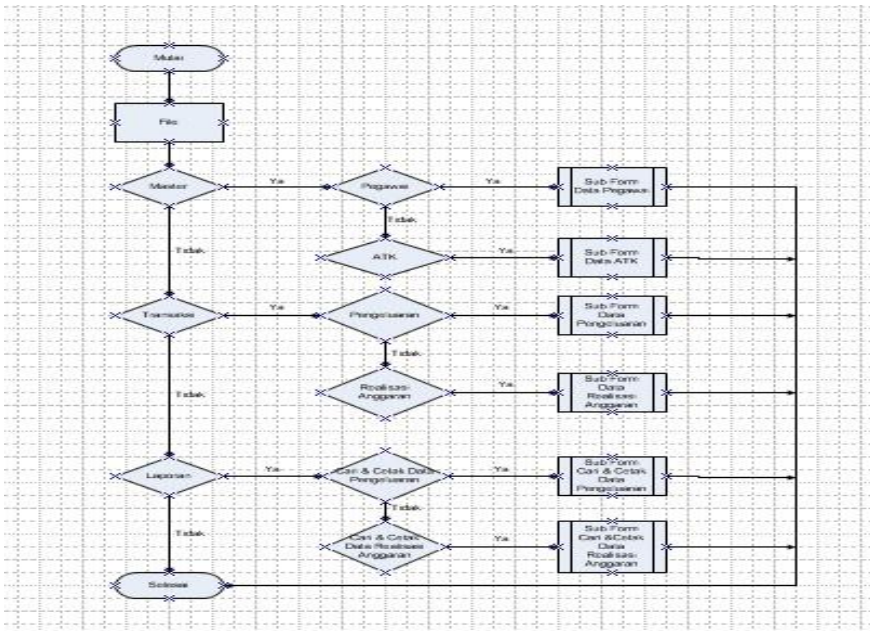 Mulai
File
Master
Ya
Pegawai
Ya
Sub Form
Data Pegawai
Tidak
Tidak
ATK
Ya
Sub Form
Data ATK
Transaksi
Ya
Pengeluaran
Ya
Sub Form
Data
Pengeluaran
Tidak
Tidak
Realisasi
Anggaran
Ya
Sub Form
Data
Realisasi
Anggaran
Laporan
Ya
Cari & Cetak Data
Pengeluaran
Ya
Sub Form
Cari & Cetak
Data
Pengeluaran
Tidak
Tidak
Cari & Cetak
Data Realisasi
Anggaran
Ya
Sub Form
Cari &Cetak
Data
Realisasi
Anggaran
Selesai